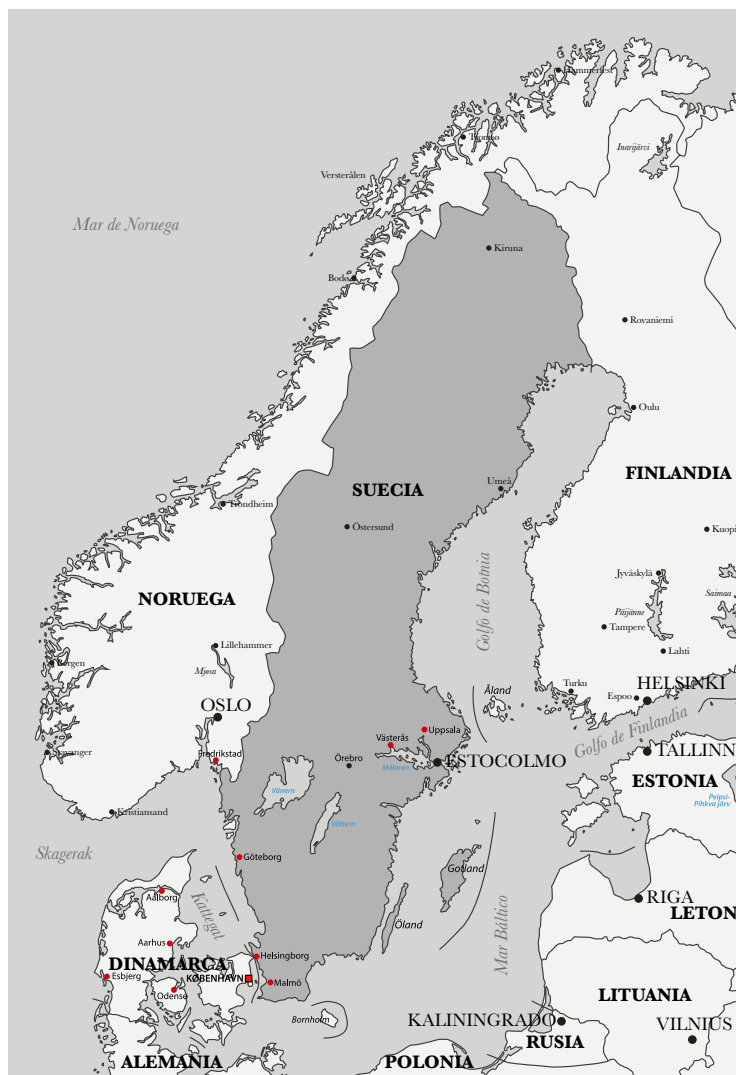 Hammerfest
Tromsø
Inarijärvi
Versterålen
Mar de Noruega
Kiruna
Bodø
Rovaniemi
Oulu
FINLANDIA
Umeå
SUECIA
Trondheim
Östersund
Kuopi
Golfo de Botnia
Jyväskylä
Saimaa
NORUEGA
Päijänne
Tampere
Lillehammer
Lahti
Bergen
Mjøsa
Åland
Turku
HELSINKI
Espoo
OSLO
Golfo de Finlandia
Uppsala
Västerås
Stavanger
Fredrikstad
TALLINN
ESTOCOLMO
Örebro
Mälaren
ESTONIA
Vänern
Peipsi-
Pihkva järv
Kristiansand
Vättern
Skagerak
Göteborg
Gotland
Aalborg
RIGA
Kattegat
LETON
Öland
Mar Báltico
Aarhus
Helsingborg
DINAMARCA
Esbjerg
KØBENHAVN
Malmö
Odense
LITUANIA
Bornholm
KALININGRADO
VILNIUS
RUSIA
ALEMANIA
POLONIA